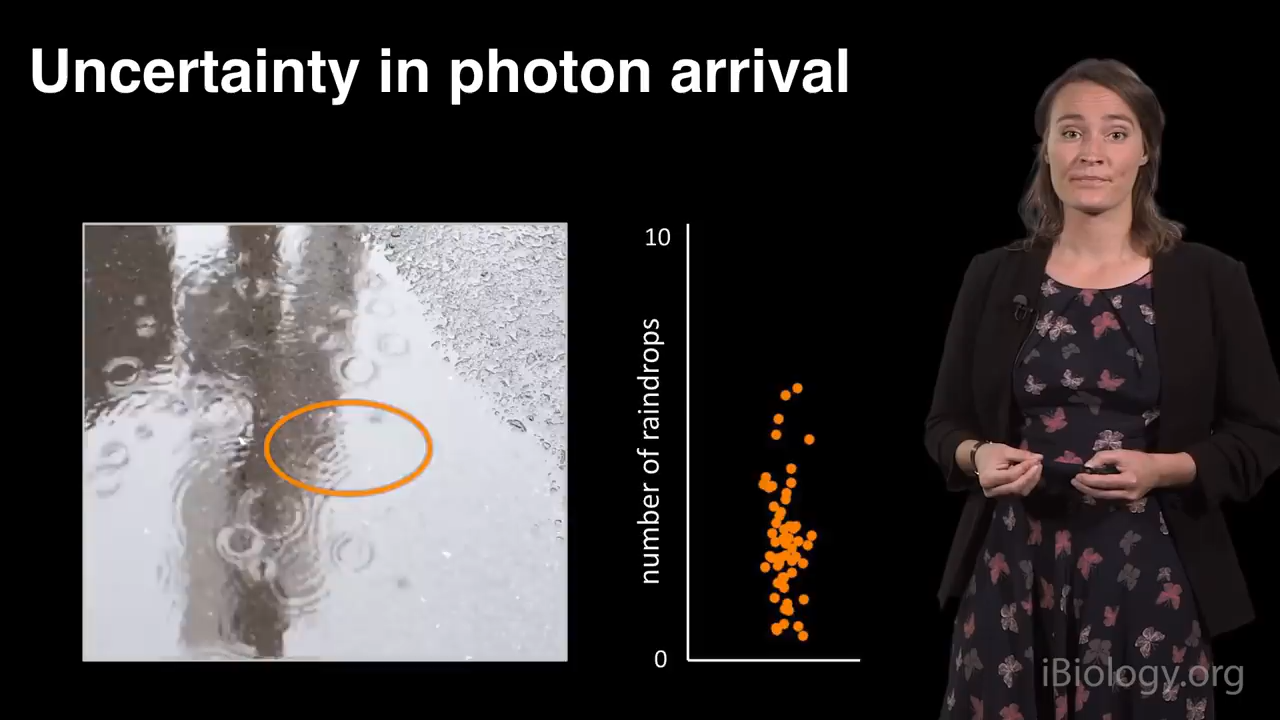 Uncertainty in photon arrival
10
number of raindrops
0
iBiology.org